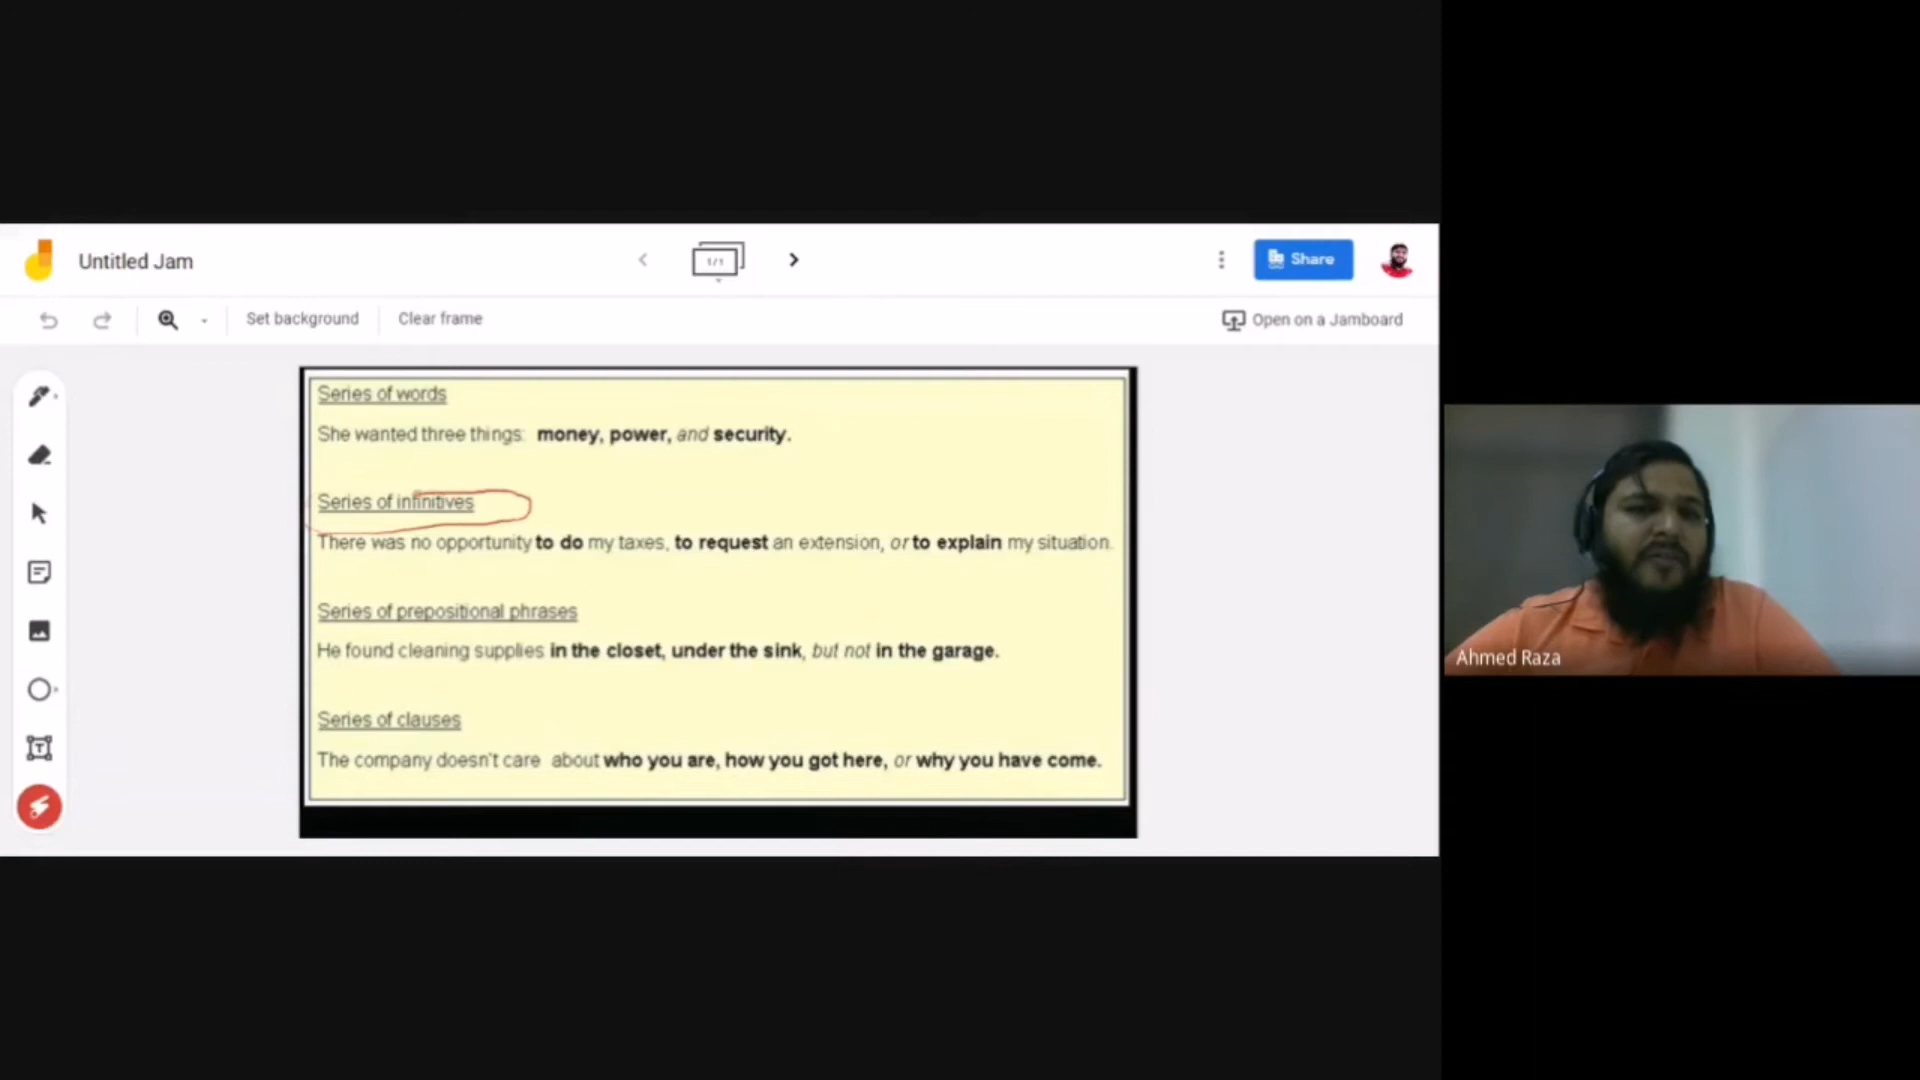 Untitled Jam
1/1
Share
Set background
Clear frame
Open on a Jamboard
Series of words
She wanted three things: money, power, and security.
Series of infinitives
There was no opportunity to do my taxes, to request an extension, or to explain my situation.
Series of prepositional phrases
He found cleaning supplies in the closet, under the sink, but not in the garage.
Series of clauses
The company doesn't care about who you are, how you got here, or why you have come.
Ahmed Raza